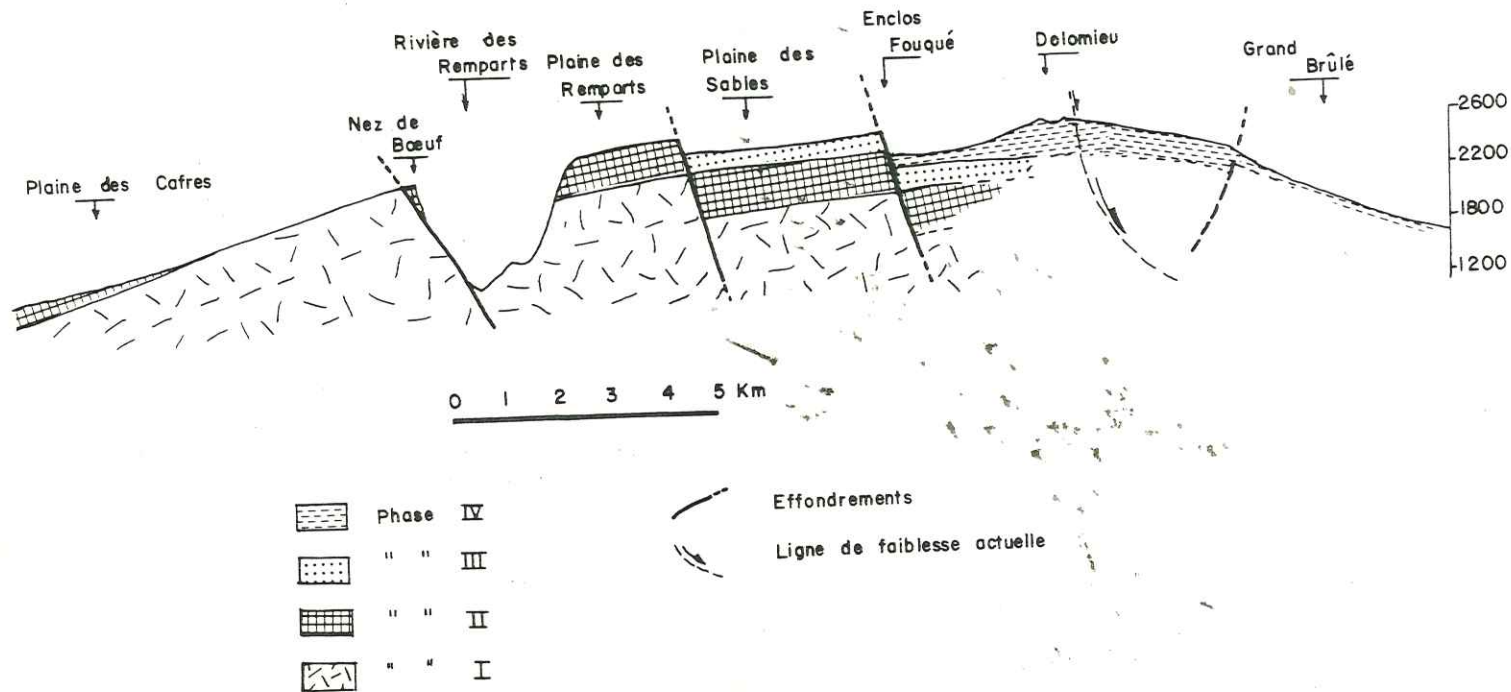 Enclos
Fouqué
Rivière des
Remparts
Plaine des
Remparts
Plaine des
Sables
Dolomieu
Grand
Brûlé
Nez de
Bœuf
Plaine des Cafres
2600
2200
1800
1200
0 1 2 3 4 5 Km
Phase IV
" " III
" " II
" " I
Effondrements
Ligne de faiblesse actuelle